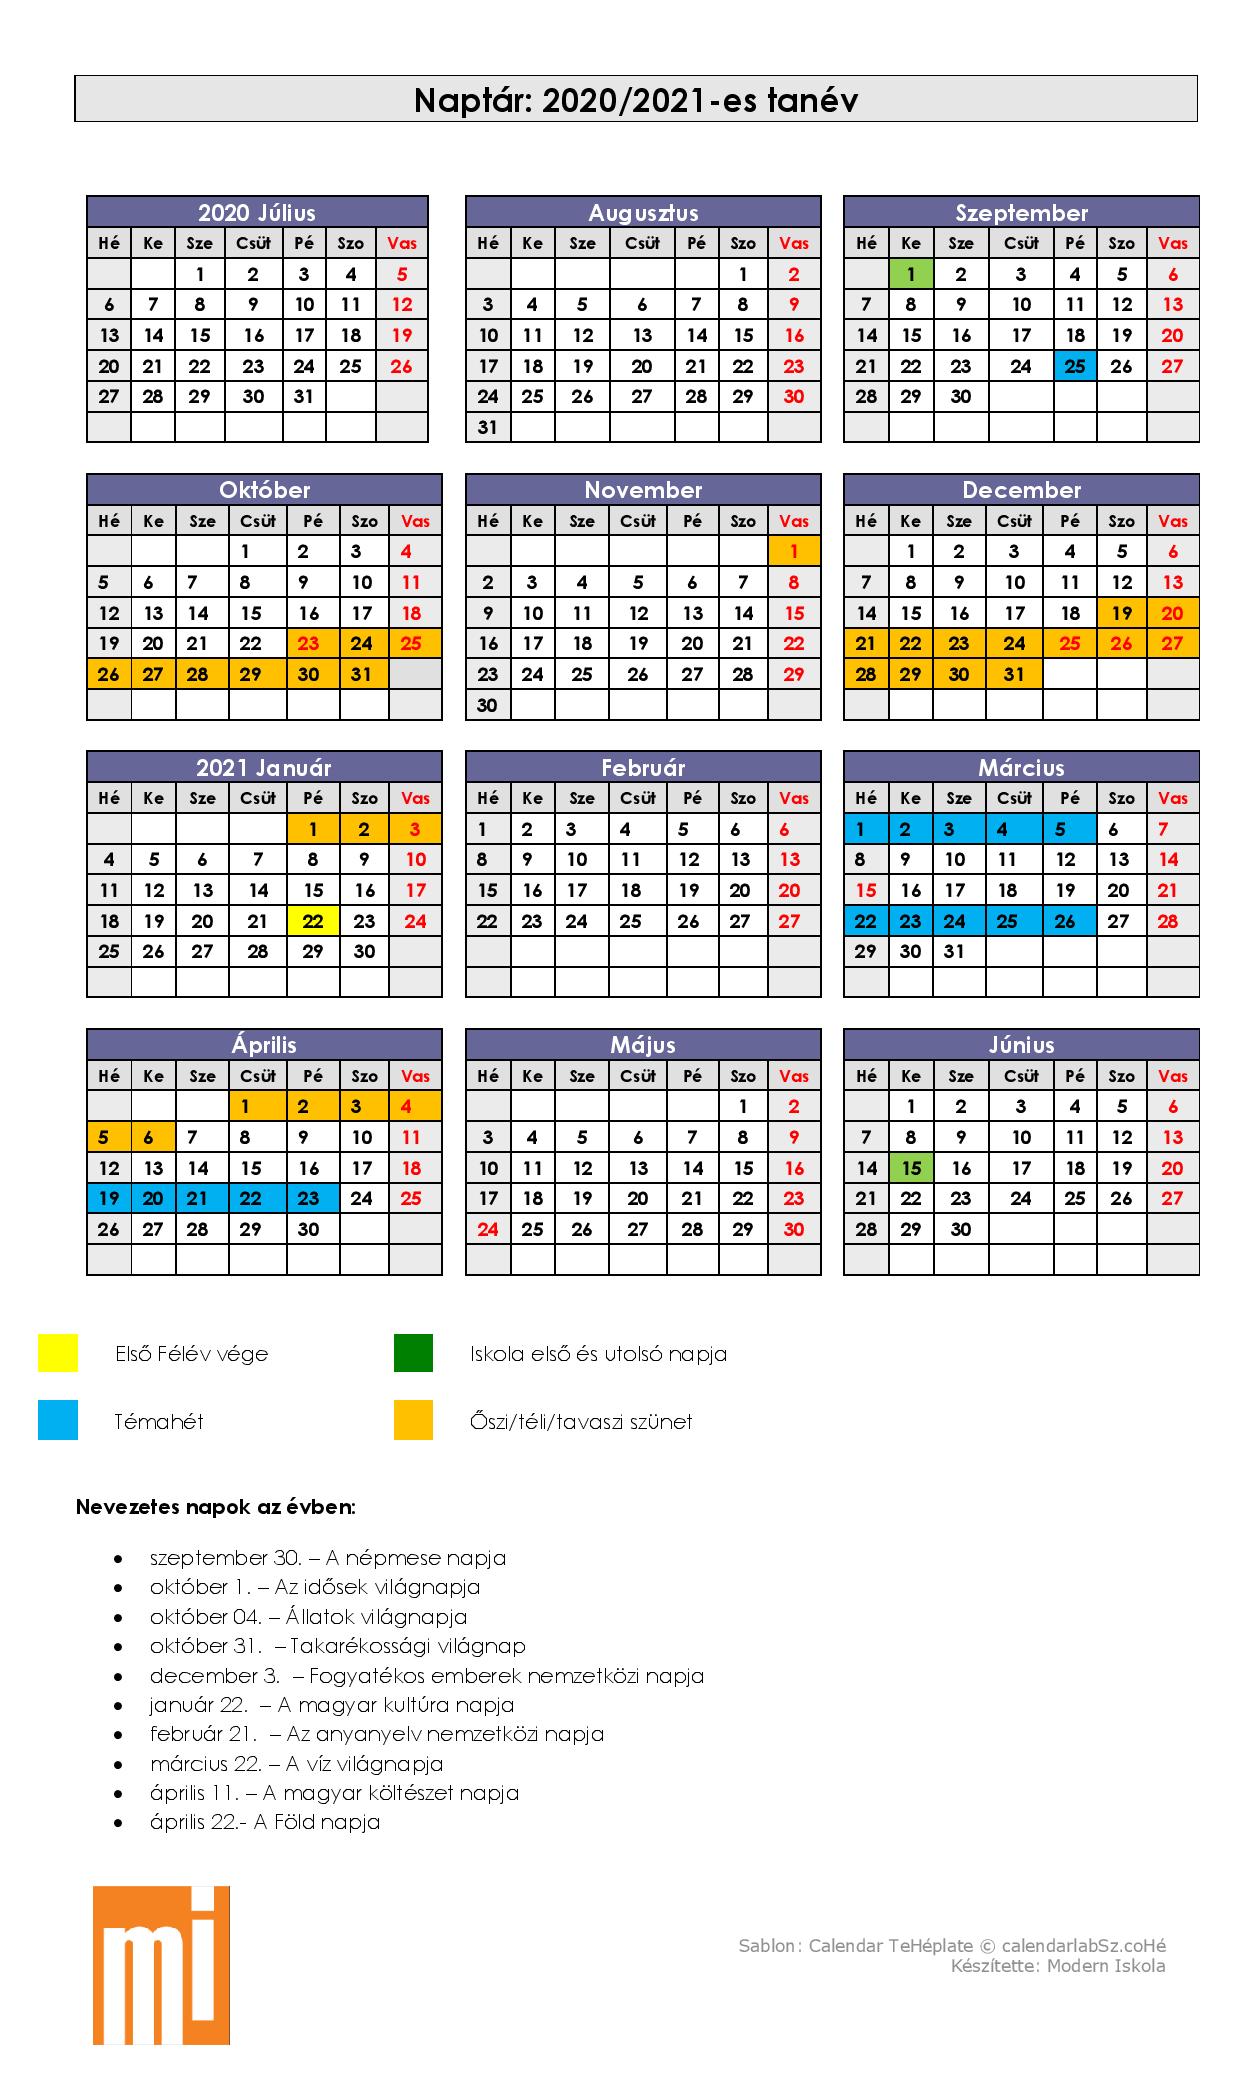 Naptár: 2020/2021-es tanév
2020 Július
Hé Ke Sze Csüt Pé Szo Vas
1 2 3 4 5
6 7 8 9 10 11 12
13 14 15 16 17 18 19
20 21 22 23 24 25 26
27 28 29 30 31
Augusztus
Hé Ke Sze Csüt Pé Szo Vas
1 2
3 4 5 6 7 8 9
10 11 12 13 14 15 16
17 18 19 20 21 22 23
24 25 26 27 28 29 30
31
Szeptember
Hé Ke Sze Csüt Pé Szo Vas
1 2 3 4 5 6
7 8 9 10 11 12 13
14 15 16 17 18 19 20
21 22 23 24 25 26 27
28 29 30
Október
Hé Ke Sze Csüt Pé Szo Vas
1 2 3 4
5 6 7 8 9 10 11
12 13 14 15 16 17 18
19 20 21 22 23 24 25
26 27 28 29 30 31
November
Hé Ke Sze Csüt Pé Szo Vas
1
2 3 4 5 6 7 8
9 10 11 12 13 14 15
16 17 18 19 20 21 22
23 24 25 26 27 28 29
30
December
Hé Ke Sze Csüt Pé Szo Vas
1 2 3 4 5 6
7 8 9 10 11 12 13
14 15 16 17 18 19 20
21 22 23 24 25 26 27
28 29 30 31
2021 Január
Hé Ke Sze Csüt Pé Szo Vas
1 2 3
4 5 6 7 8 9 10
11 12 13 14 15 16 17
18 19 20 21 22 23 24
25 26 27 28 29 30
Február
Hé Ke Sze Csüt Pé Szo Vas
1 2 3 4 5 6 6
8 9 10 11 12 13 13
15 16 17 18 19 20 20
22 23 24 25 26 27 27
Március
Hé Ke Sze Csüt Pé Szo Vas
1 2 3 4 5 6 7
8 9 10 11 12 13 14
15 16 17 18 19 20 21
22 23 24 25 26 27 28
29 30 31
Április
Hé Ke Sze Csüt Pé Szo Vas
1 2 3 4
5 6 7 8 9 10 11
12 13 14 15 16 17 18
19 20 21 22 23 24 25
26 27 28 29 30
Május
Hé Ke Sze Csüt Pé Szo Vas
1 2
3 4 5 6 7 8 9
10 11 12 13 14 15 16
17 18 19 20 21 22 23
24 25 26 27 28 29 30
Június
Hé Ke Sze Csüt Pé Szo Vas
1 2 3 4 5 6
7 8 9 10 11 12 13
14 15 16 17 18 19 20
21 22 23 24 25 26 27
28 29 30
Első Félév vége
Iskola első és utolsó napja
Témahét
Őszi/téli/tavaszi szünet
Nevezetes napok az évben:
• szeptember 30. – A népmese napja
• október 1. – Az idősek világnapja
• október 04. – Állatok világnapja
• október 31. – Takarékossági világnap
• december 3. – Fogyatékos emberek nemzetközi napja
• január 22. – A magyar kultúra napja
• február 21. – Az anyanyelv nemzetközi napja
• március 22. – A víz világnapja
• április 11. – A magyar költészet napja
• április 22.- A Föld napja
mi
Sablon: Calendar TeHéplate © calendarlabSz.coHé
Készítette: Modern Iskola